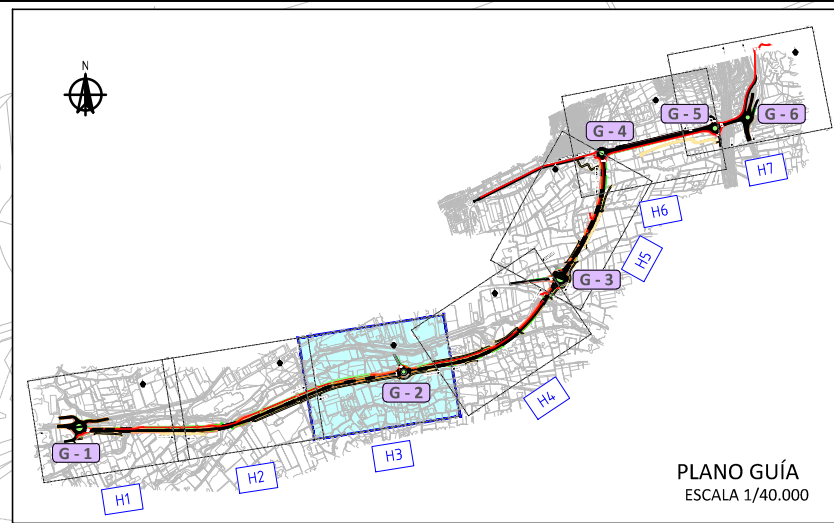 N
G - 5
G - 6
G - 4
H7
H6
H5
G - 3
G - 2
H4
G - 1
H3
H2
H1
PLANO GUÍA
ESCALA 1/40.000